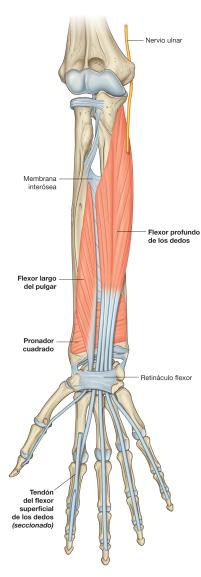 Nervio ulnar
Membrana
interósea
Flexor profundo
de los dedos
Flexor largo
del pulgar
Pronador
cuadrado
Retináculo flexor
Tendón
del flexor
superficial
de los dedos
(seccionado)